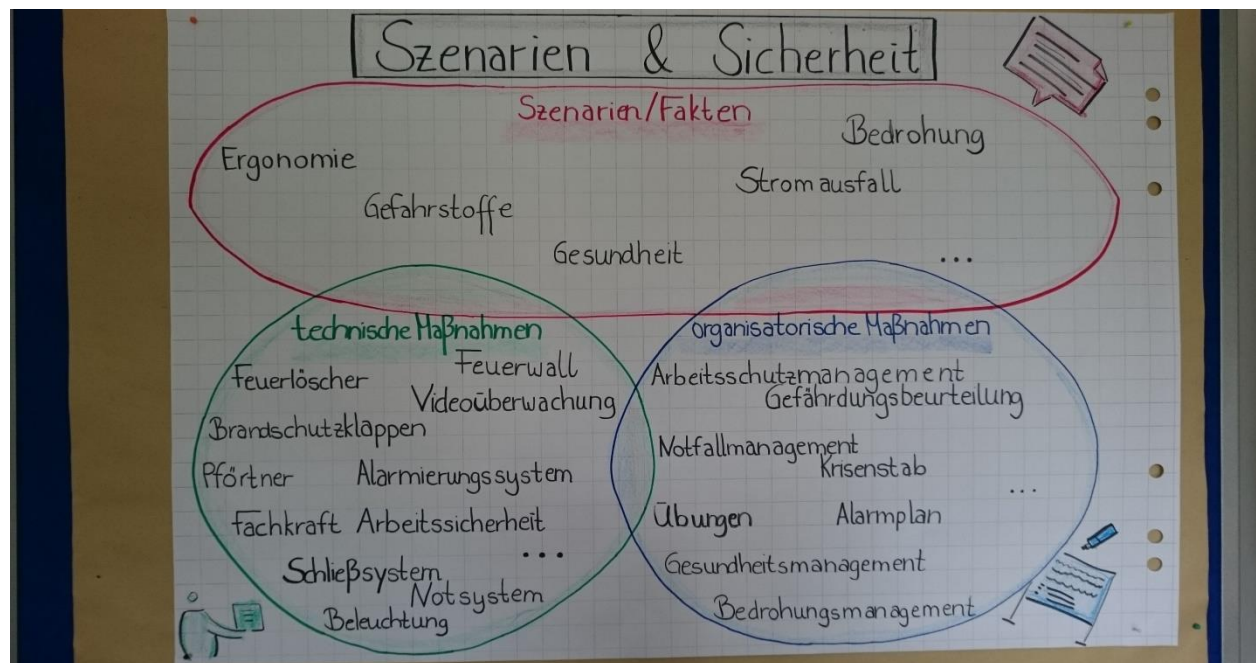 Szenarien & Sicherheit
Szenarien/Fakten
Bedrohung
Ergonomie
Stromausfall
Gefahrstoffe
Gesundheit
...
technische Maßnahmen
Feuerwall
Feuerlöscher
Videoüberwachung
Brandschutzklappen
Pförtner Alarmierungssystem
Fachkraft Arbeitssicherheit
...
Schließsystem
Notsystem
Beleuchtung
organisatorische Maßnahmen
Arbeitsschutzmanagement
Gefährdungsbeurteilung
Notfallmanagement
Krisenstab
...
Übungen Alarmplan
Gesundheitsmanagement
Bedrohungsmanagement